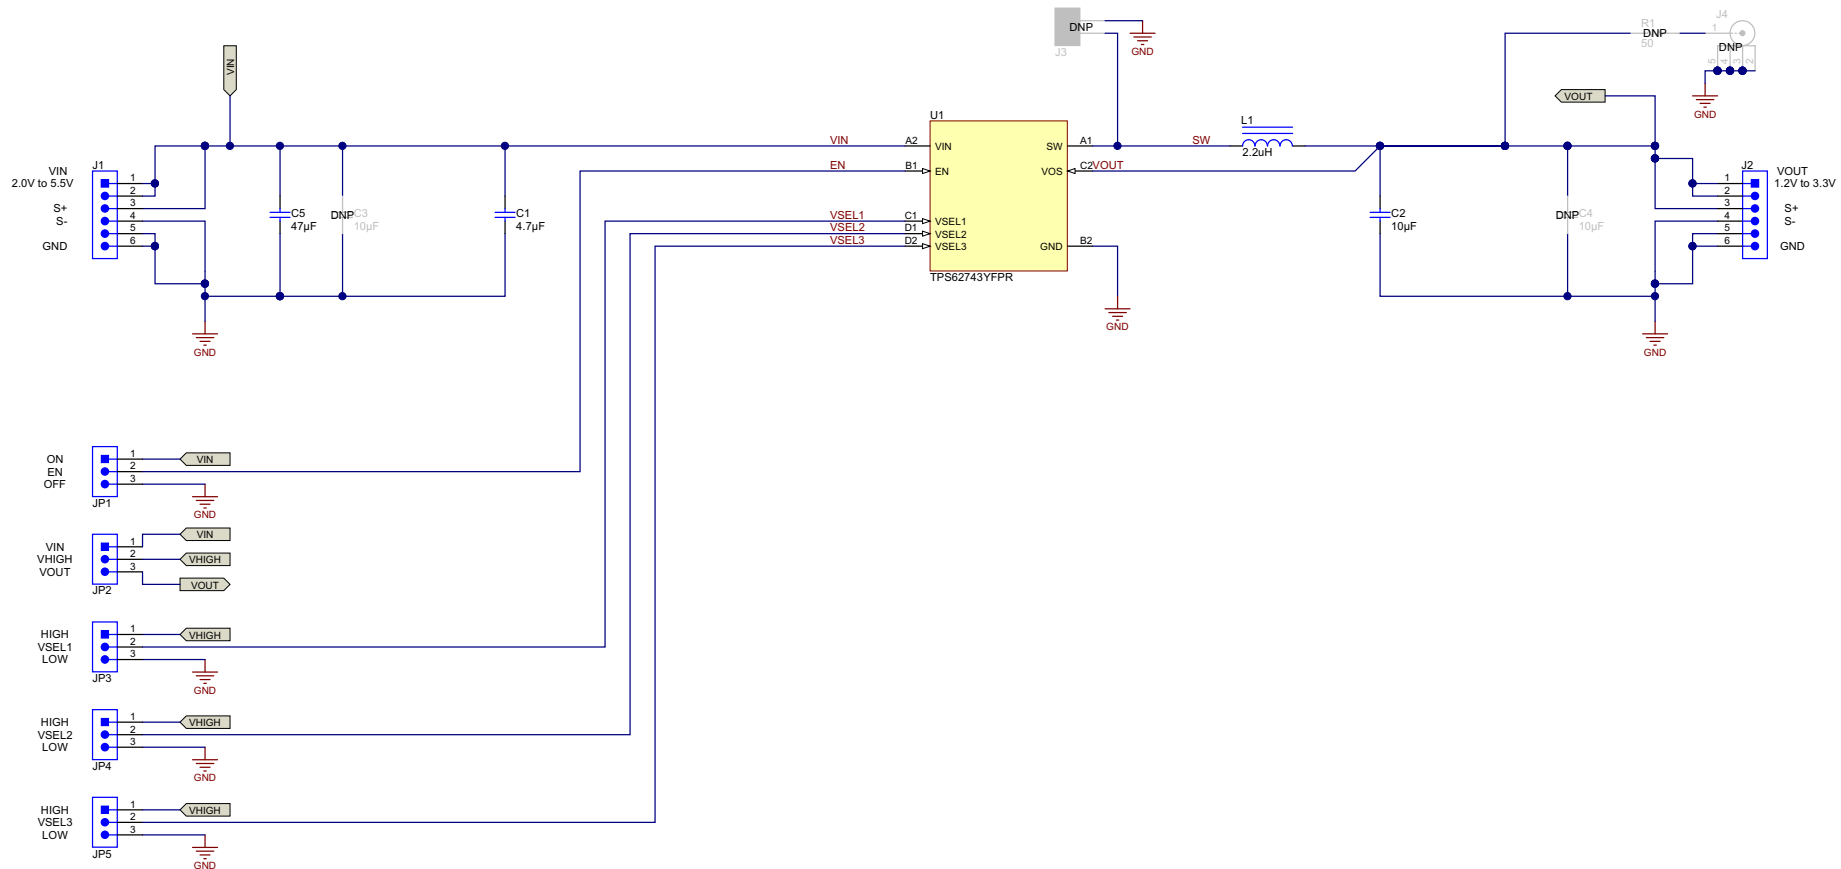 DNP
J3
GND
R1
DNP
50
J4
1
DNP
5 4 3 2
GND
VIN
VOUT
U1
L1
2.2uH
VIN A2 VIN
SW A1 SW
EN B1 EN
VOS C2 VOUT
VSEL1 C1 VSEL1
VSEL2 D1 VSEL2
VSEL3 D2 VSEL3
GND B2
TPS62743YFPR
GND
J1
VIN
2.0V to 5.5V
S+
S-
GND
1
2
3
4
5
6
C5
47µF
DNP C3
10µF
C1
4.7µF
GND
C2
10µF
DNP C4
10µF
J2
1
2
3
4
5
6
VOUT
1.2V to 3.3V
S+
S-
GND
GND
ON 1 VIN
EN 2
OFF 3
GND
JP1
VIN
VIN 1
VHIGH 2 VHIGH
VOUT 3
VOUT
JP2
HIGH 1 VHIGH
VSEL1 2
LOW 3
JP3
GND
HIGH 1 VHIGH
VSEL2 2
LOW 3
JP4
GND
HIGH 1 VHIGH
VSEL3 2
LOW 3
JP5
GND